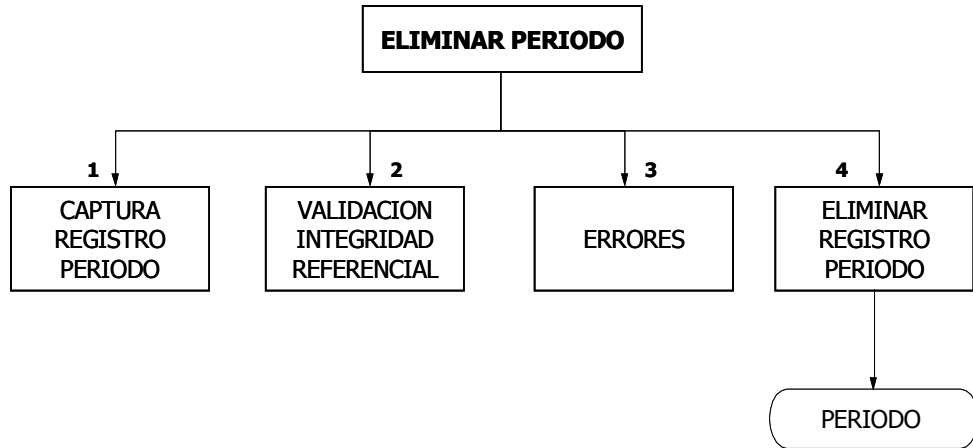 ELIMINAR PERIODO
1
2
3
4
CAPTURA
REGISTRO
PERIODO
VALIDACION
INTEGRIDAD
REFERENCIAL
ERRORES
ELIMINAR
REGISTRO
PERIODO
PERIODO